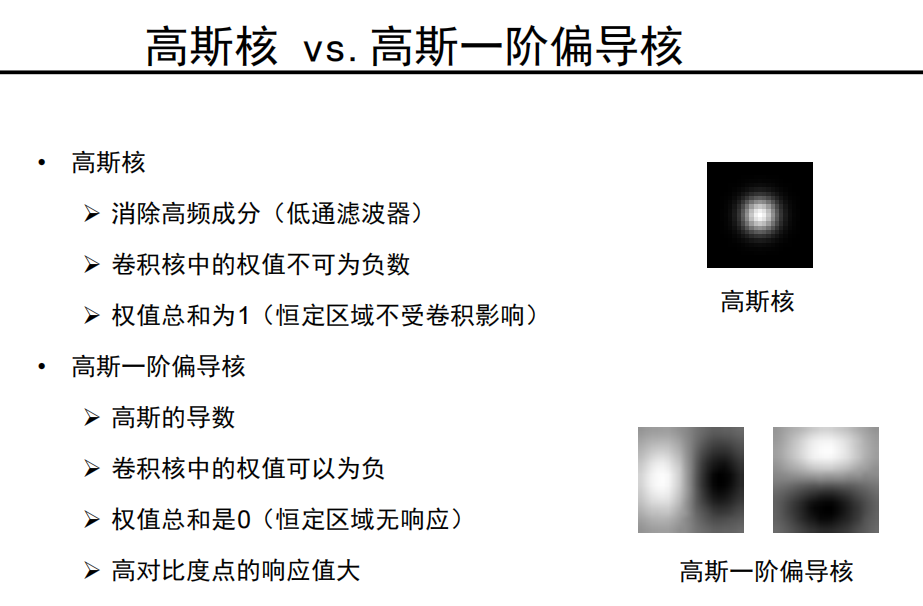 高斯核 vs. 高斯一阶偏导核
• 高斯核
➢ 消除高频成分（低通滤波器）
➢ 卷积核中的权值不可为负数
➢ 权值总和为1（恒定区域不受卷积影响）
高斯核
• 高斯一阶偏导核
➢ 高斯的导数
➢ 卷积核中的权值可以为负
➢ 权值总和是0（恒定区域无响应）
➢ 高对比度点的响应值大
高斯一阶偏导核